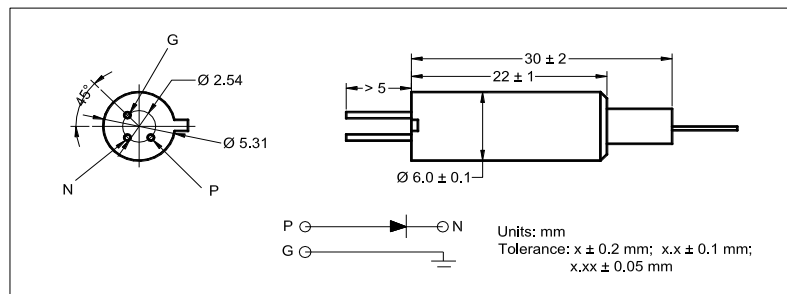 G
Ø 2.54
45°
Ø 5.31
N
P
30 ± 2
22 ± 1
> 5
Ø 6.0 ± 0.1
P
N
G
Units: mm
Tolerance: x ± 0.2 mm; x.x ± 0.1 mm;
x.xx ± 0.05 mm